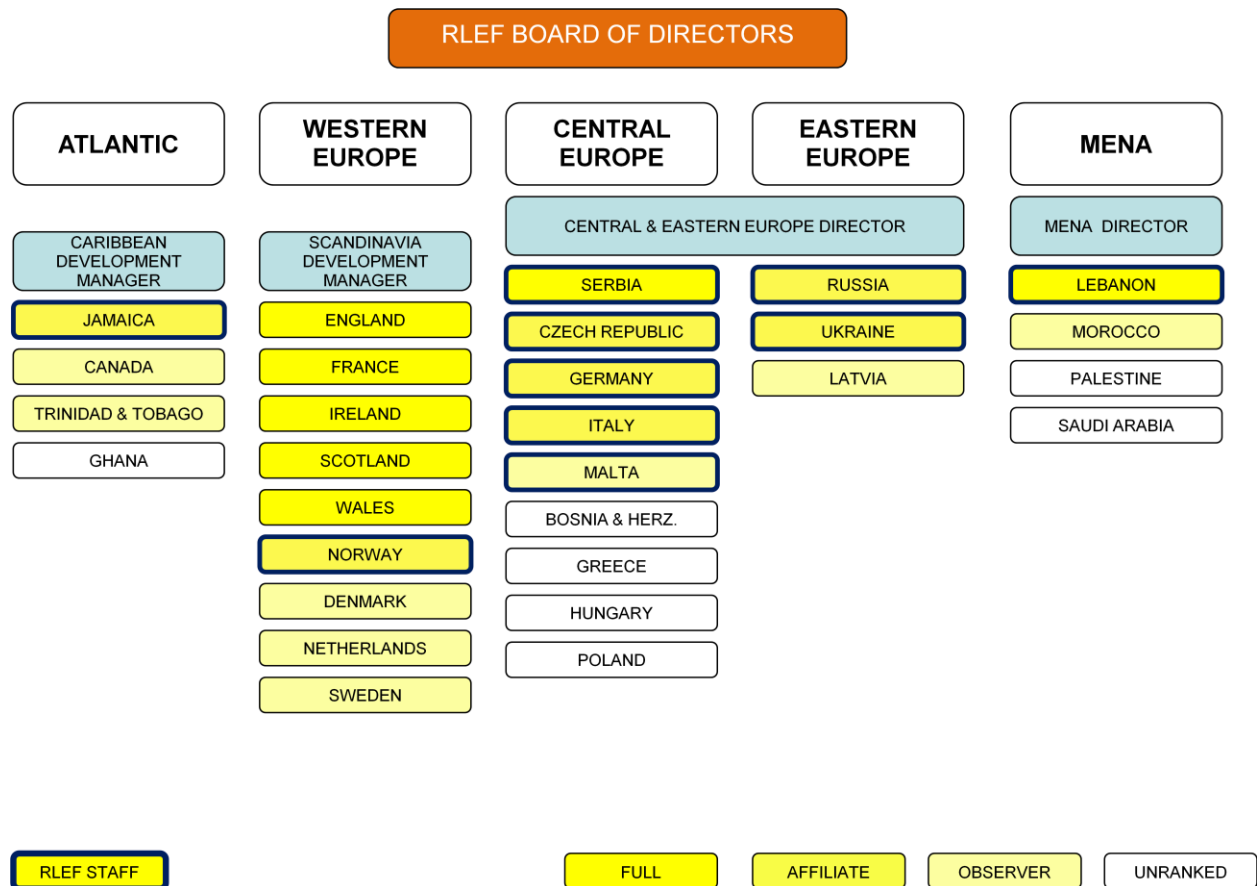 RLEF BOARD OF DIRECTORS
ATLANTIC
WESTERN
EUROPE
CENTRAL
EUROPE
EASTERN
EUROPE
MENA
CARIBBEAN
DEVELOPMENT
MANAGER
SCANDINAVIA
DEVELOPMENT
MANAGER
CENTRAL & EASTERN EUROPE DIRECTOR
MENA DIRECTOR
JAMAICA
CANADA
TRINIDAD & TOBAGO
GHANA
ENGLAND
FRANCE
IRELAND
SCOTLAND
WALES
NORWAY
DENMARK
NETHERLANDS
SWEDEN
SERBIA
CZECH REPUBLIC
GERMANY
ITALY
MALTA
BOSNIA & HERZ.
GREECE
HUNGARY
POLAND
RUSSIA
UKRAINE
LATVIA
LEBANON
MOROCCO
PALESTINE
SAUDI ARABIA
RLEF STAFF
FULL
AFFILIATE
OBSERVER
UNRANKED